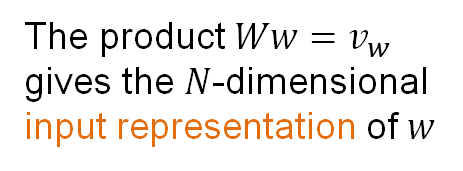 The product Ww = v_w
gives the N-dimensional
input representation of w